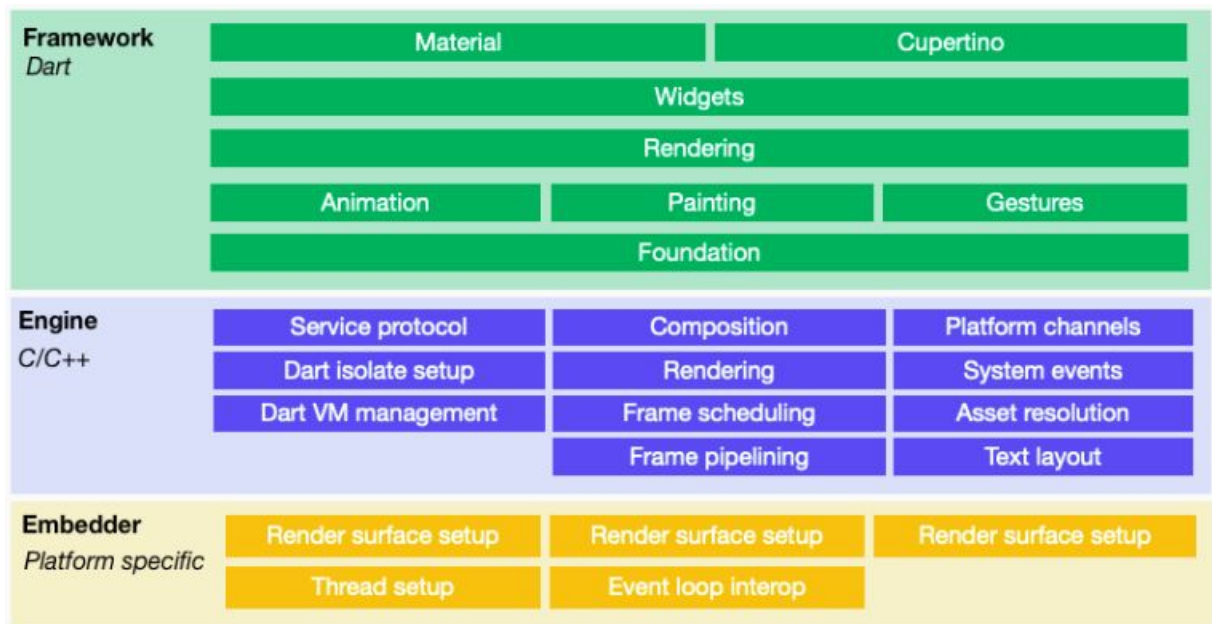 Framework
Dart
Material Cupertino
Widgets
Rendering
Animation Painting Gestures
Foundation
Engine
C/C++
Service protocol Composition Platform channels
Dart isolate setup Rendering System events
Dart VM management Frame scheduling Asset resolution
Frame pipelining Text layout
Embedder
Platform specific
Render surface setup Render surface setup Render surface setup
Thread setup Event loop interop